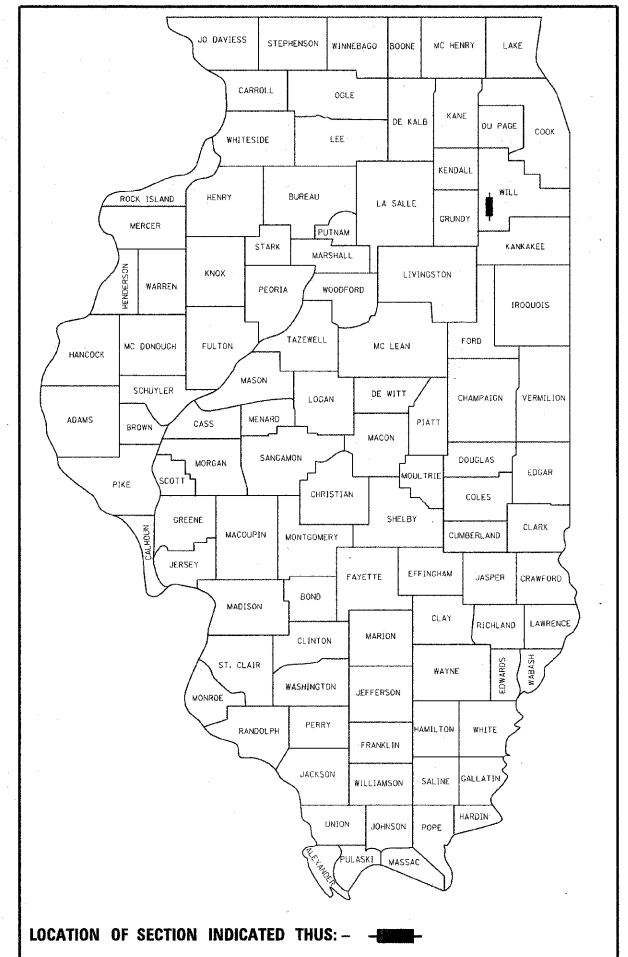 JO DAVIESS
STEPHENSON
WINNEBAGO
BOONE
MC HENRY
LAKE
CARROLL
OGLE
DE KALB
KANE
DU PAGE
COOK
WHITESIDE
LEE
KENDALL
WILL
ROCK ISLAND
HENRY
BUREAU
LA SALLE
GRUNDY
MERCER
PUTNAM
KANKAKEE
STARK
MARSHALL
HENDERSON
WARREN
KNOX
PEORIA
WOODFORD
LIVINGSTON
IROQUOIS
HANCOCK
MC DONOUGH
FULTON
TAZEWELL
MC LEAN
FORD
MASON
SCHUYLER
LOGAN
DE WITT
CHAMPAIGN
VERMILION
ADAMS
BROWN
CASS
MENARD
PIATT
MACON
SANGAMON
MORGAN
DOUGLAS
EDGAR
PIKE
SCOTT
CHRISTIAN
MOULTRIE
COLES
GREENE
MACOUPIN
SHELBY
CALHOUN
MONTGOMERY
CUMBERLAND
CLARK
JERSEY
FAYETTE
EFFINGHAM
JASPER
CRAWFORD
MADISON
BOND
CLAY
RICHLAND
LAWRENCE
CLINTON
MARION
ST. CLAIR
WAYNE
EDWARDS
WABASH
WASHINGTON
JEFFERSON
MONROE
RANDOLPH
PERRY
HAMILTON
WHITE
FRANKLIN
JACKSON
WILLIAMSON
SALINE
GALLATIN
UNION
JOHNSON
POPE
HARDIN
ALEXANDER
PULASKI
MASSAC
LOCATION OF SECTION INDICATED THUS: –